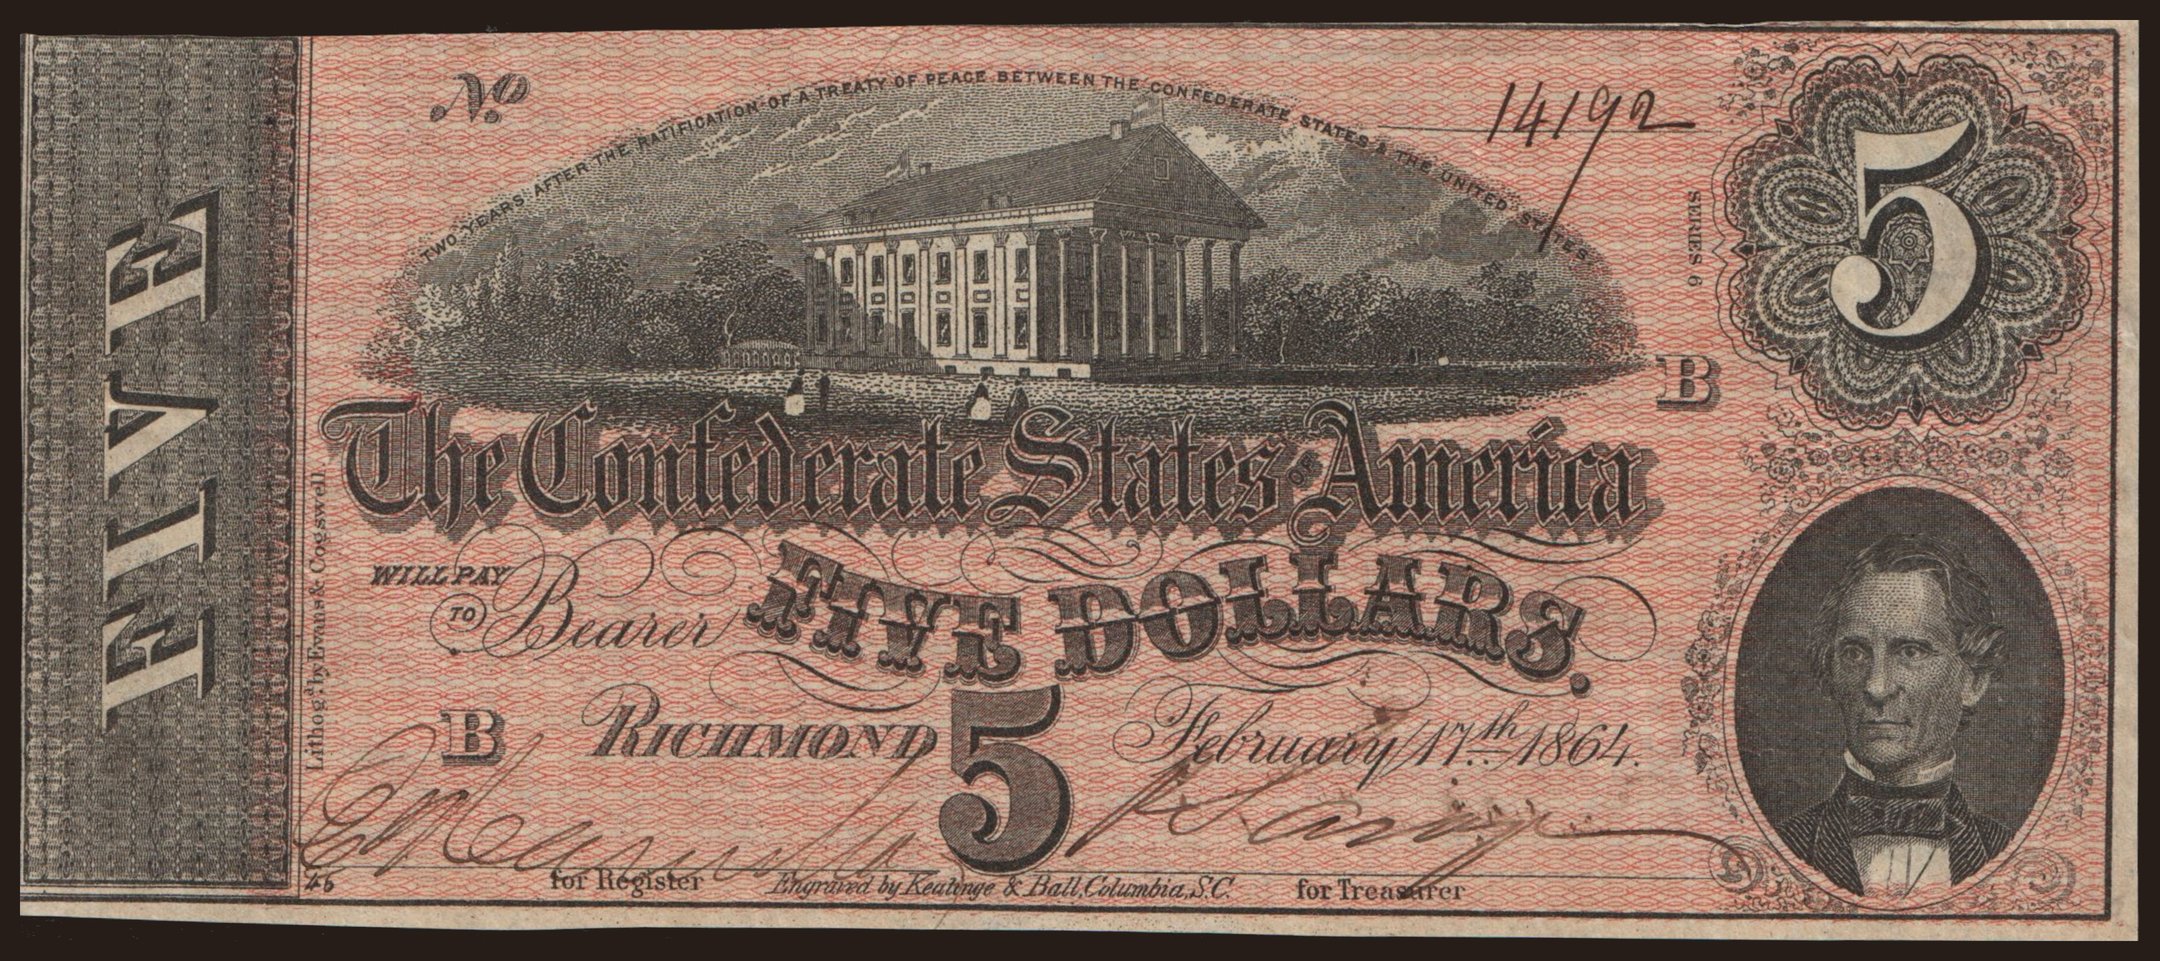 No.
14192
TWO YEARS AFTER THE RATIFICATION OF A TREATY OF PEACE BETWEEN THE CONFEDERATE STATES & THE UNITED STATES
5
SERIES 6
FIVE
B
The Confederate States OF America
WILL PAY
TO Bearer FIVE DOLLARS.
B RICHMOND 5 February 17th 1864.
Lithog'd by Evans & Cogswell
46
for Register
Engraved by Keatinge & Ball, Columbia, S.C.
for Treasurer